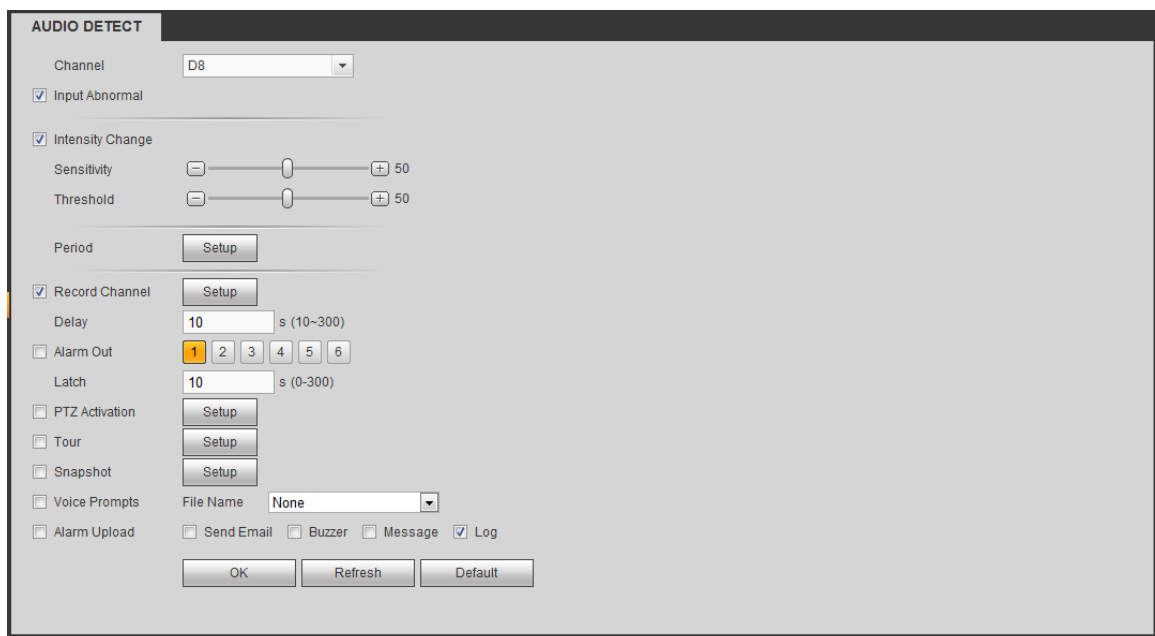 AUDIO DETECT
Channel D8
Input Abnormal
Intensity Change
Sensitivity 50
Threshold 50
Period Setup
Record Channel Setup
Delay 10 s (10~300)
Alarm Out 1 2 3 4 5 6
Latch 10 s (0-300)
PTZ Activation Setup
Tour Setup
Snapshot Setup
Voice Prompts File Name None
Alarm Upload Send Email Buzzer Message Log
OK Refresh Default